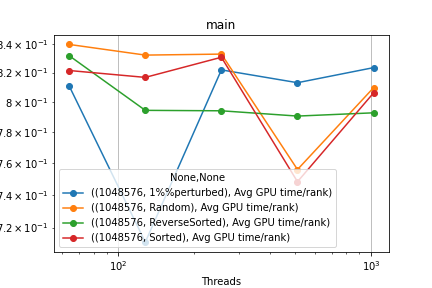 main
8.4 × 10⁻¹
8.2 × 10⁻¹
8 × 10⁻¹
7.8 × 10⁻¹
7.6 × 10⁻¹
7.4 × 10⁻¹
7.2 × 10⁻¹
None,None
((1048576, 1%%perturbed), Avg GPU time/rank)
((1048576, Random), Avg GPU time/rank)
((1048576, ReverseSorted), Avg GPU time/rank)
((1048576, Sorted), Avg GPU time/rank)
10² 10³
Threads